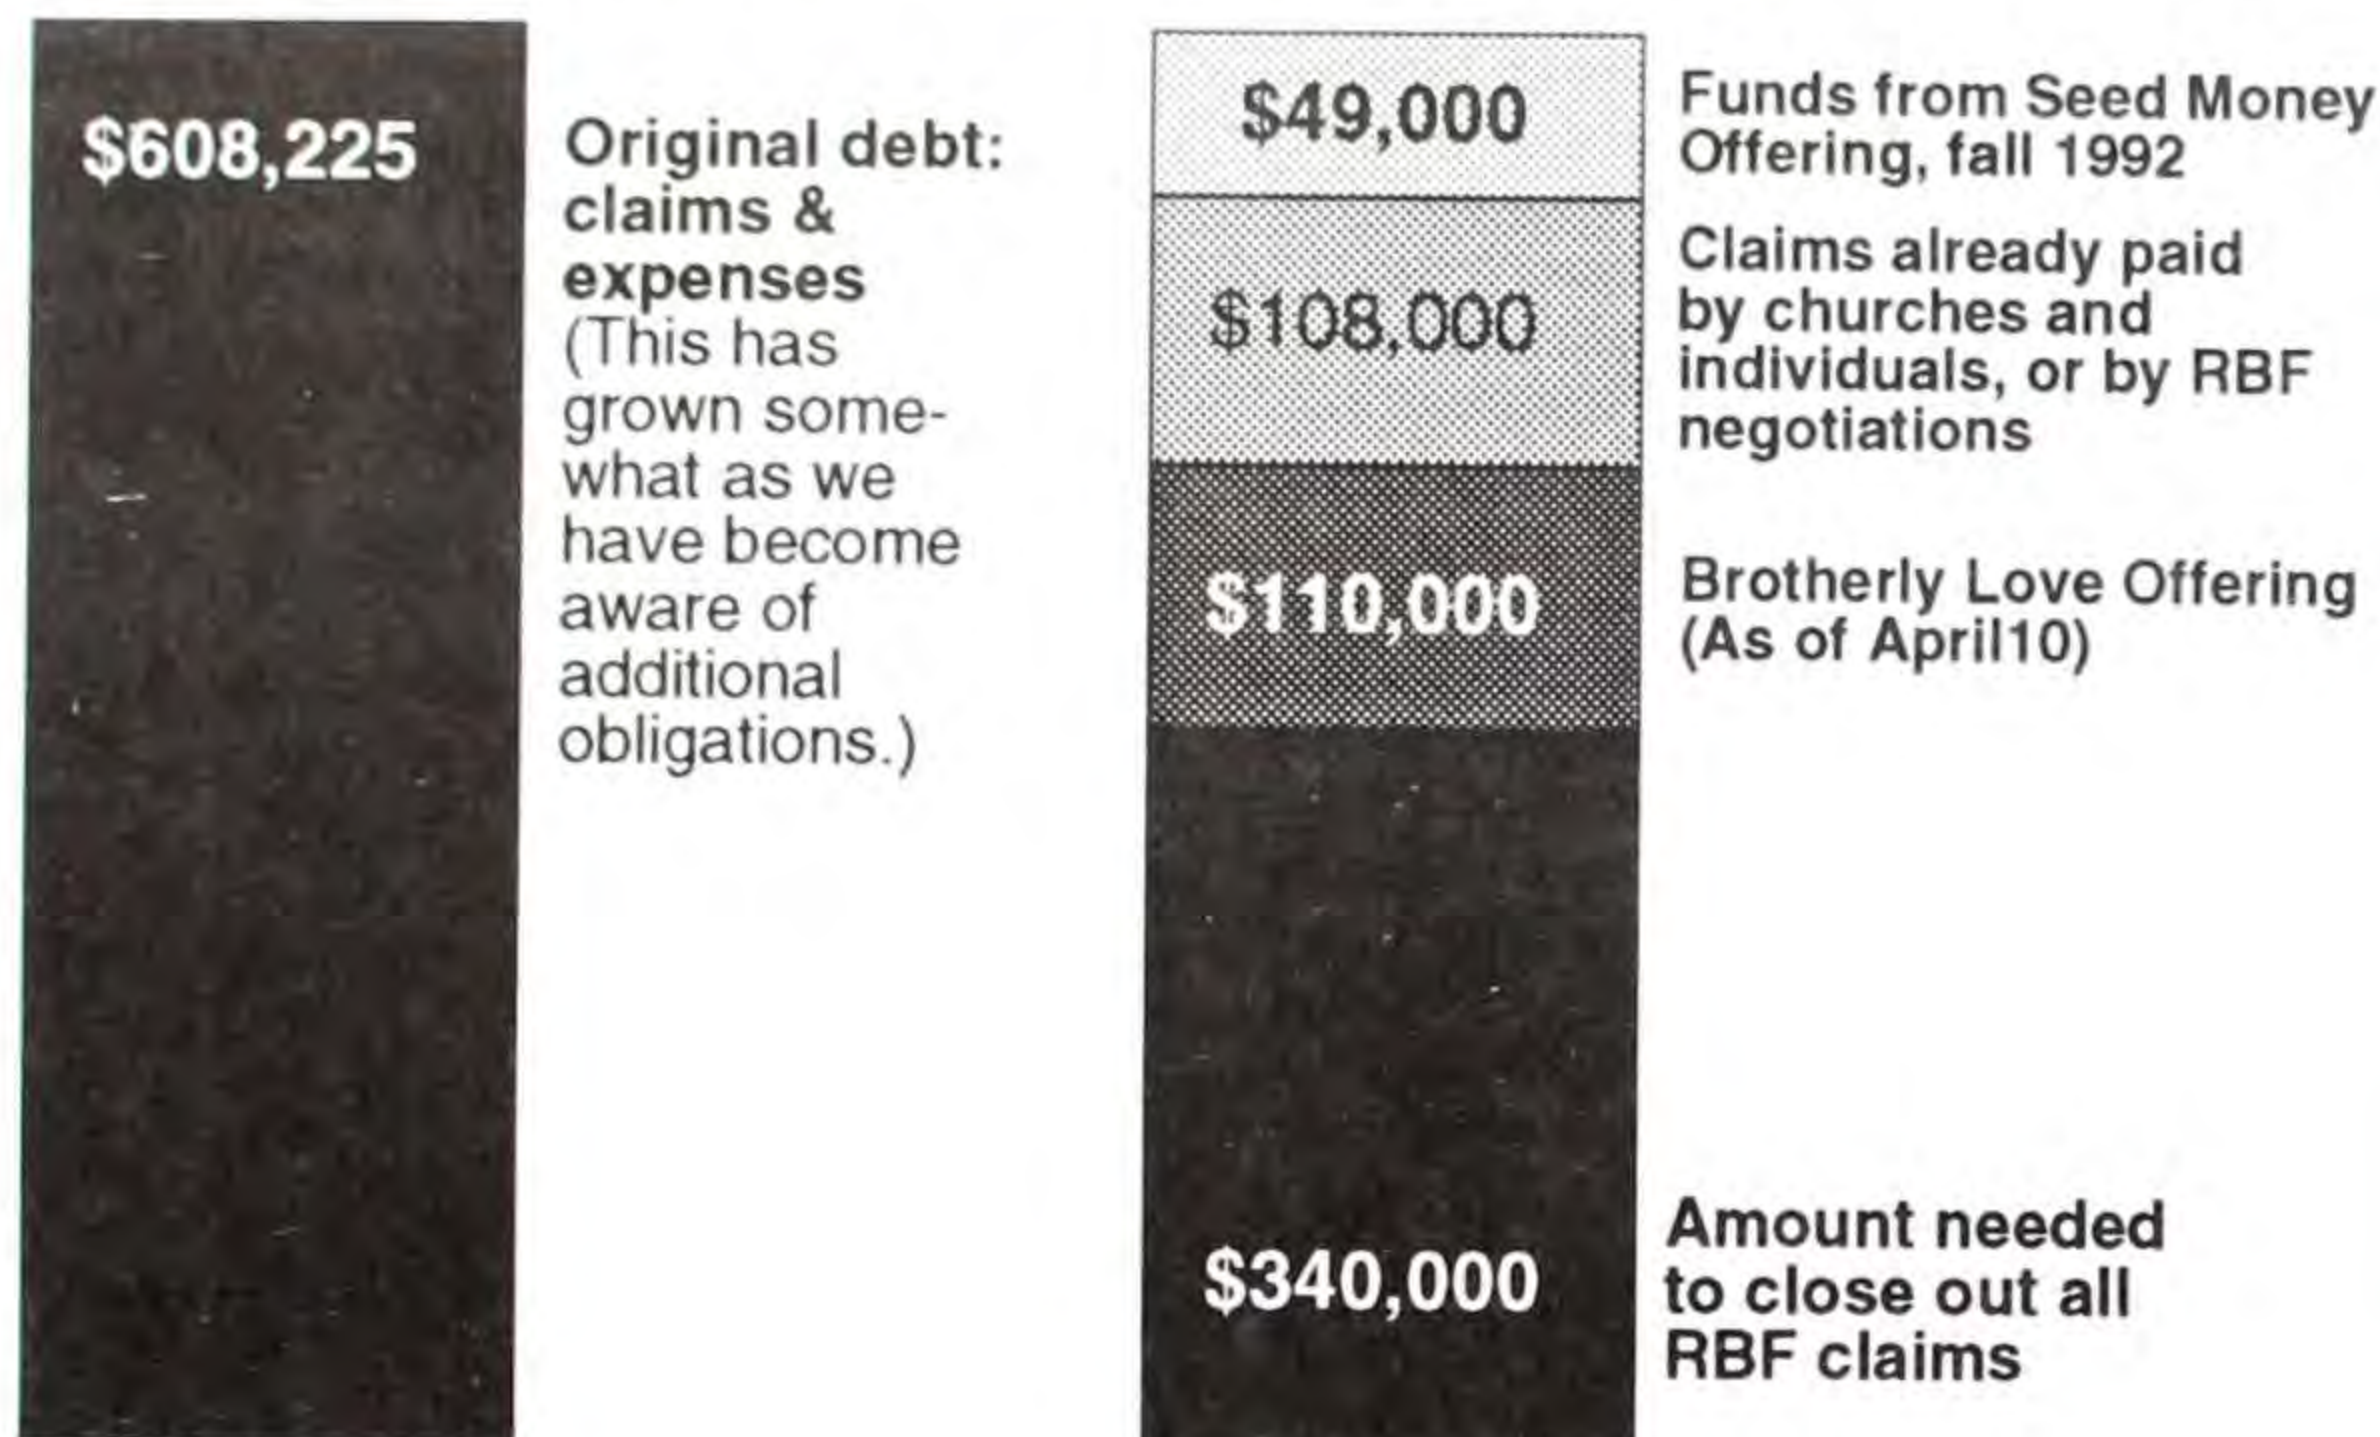 $608,225
Original debt:
claims &
expenses
(This has
grown some-
what as we
have become
aware of
additional
obligations.)
$49,000
Funds from Seed Money
Offering, fall 1992
$108,000
Claims already paid
by churches and
individuals, or by RBF
negotiations
$110,000
Brotherly Love Offering
(As of April10)
$340,000
Amount needed
to close out all
RBF claims